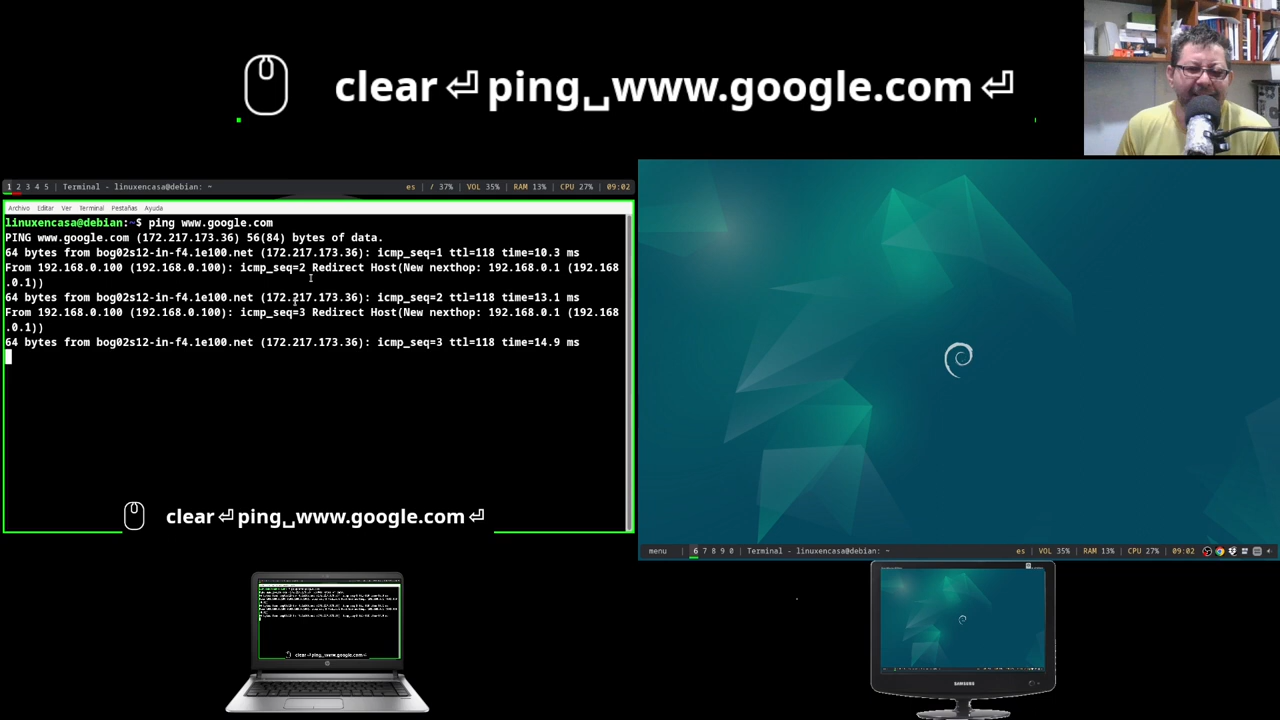 clear⏎ping␣www.google.com⏎
1 2 3 4 5 | Terminal - linuxencasa@debian: ~
es | / 37% | VOL 35% | RAM 13% | CPU 27% | 09:02
Archivo Editar Ver Terminal Pestañas Ayuda
linuxencasa@debian:~$ ping www.google.com
PING www.google.com (172.217.173.36) 56(84) bytes of data.
64 bytes from bog02s12-in-f4.1e100.net (172.217.173.36): icmp_seq=1 ttl=118 time=10.3 ms
From 192.168.0.100 (192.168.0.100): icmp_seq=2 Redirect Host(New nexthop: 192.168.0.1 (192.168
.0.1))
64 bytes from bog02s12-in-f4.1e100.net (172.217.173.36): icmp_seq=2 ttl=118 time=13.1 ms
From 192.168.0.100 (192.168.0.100): icmp_seq=3 Redirect Host(New nexthop: 192.168.0.1 (192.168
.0.1))
64 bytes from bog02s12-in-f4.1e100.net (172.217.173.36): icmp_seq=3 ttl=118 time=14.9 ms
clear⏎ping␣www.google.com⏎
menu | 6 7 8 9 0 | Terminal - linuxencasa@debian: ~
es | VOL 35% | RAM 13% | CPU 27% | 09:02
clear⏎ping␣www.google.com⏎
SAMSUNG